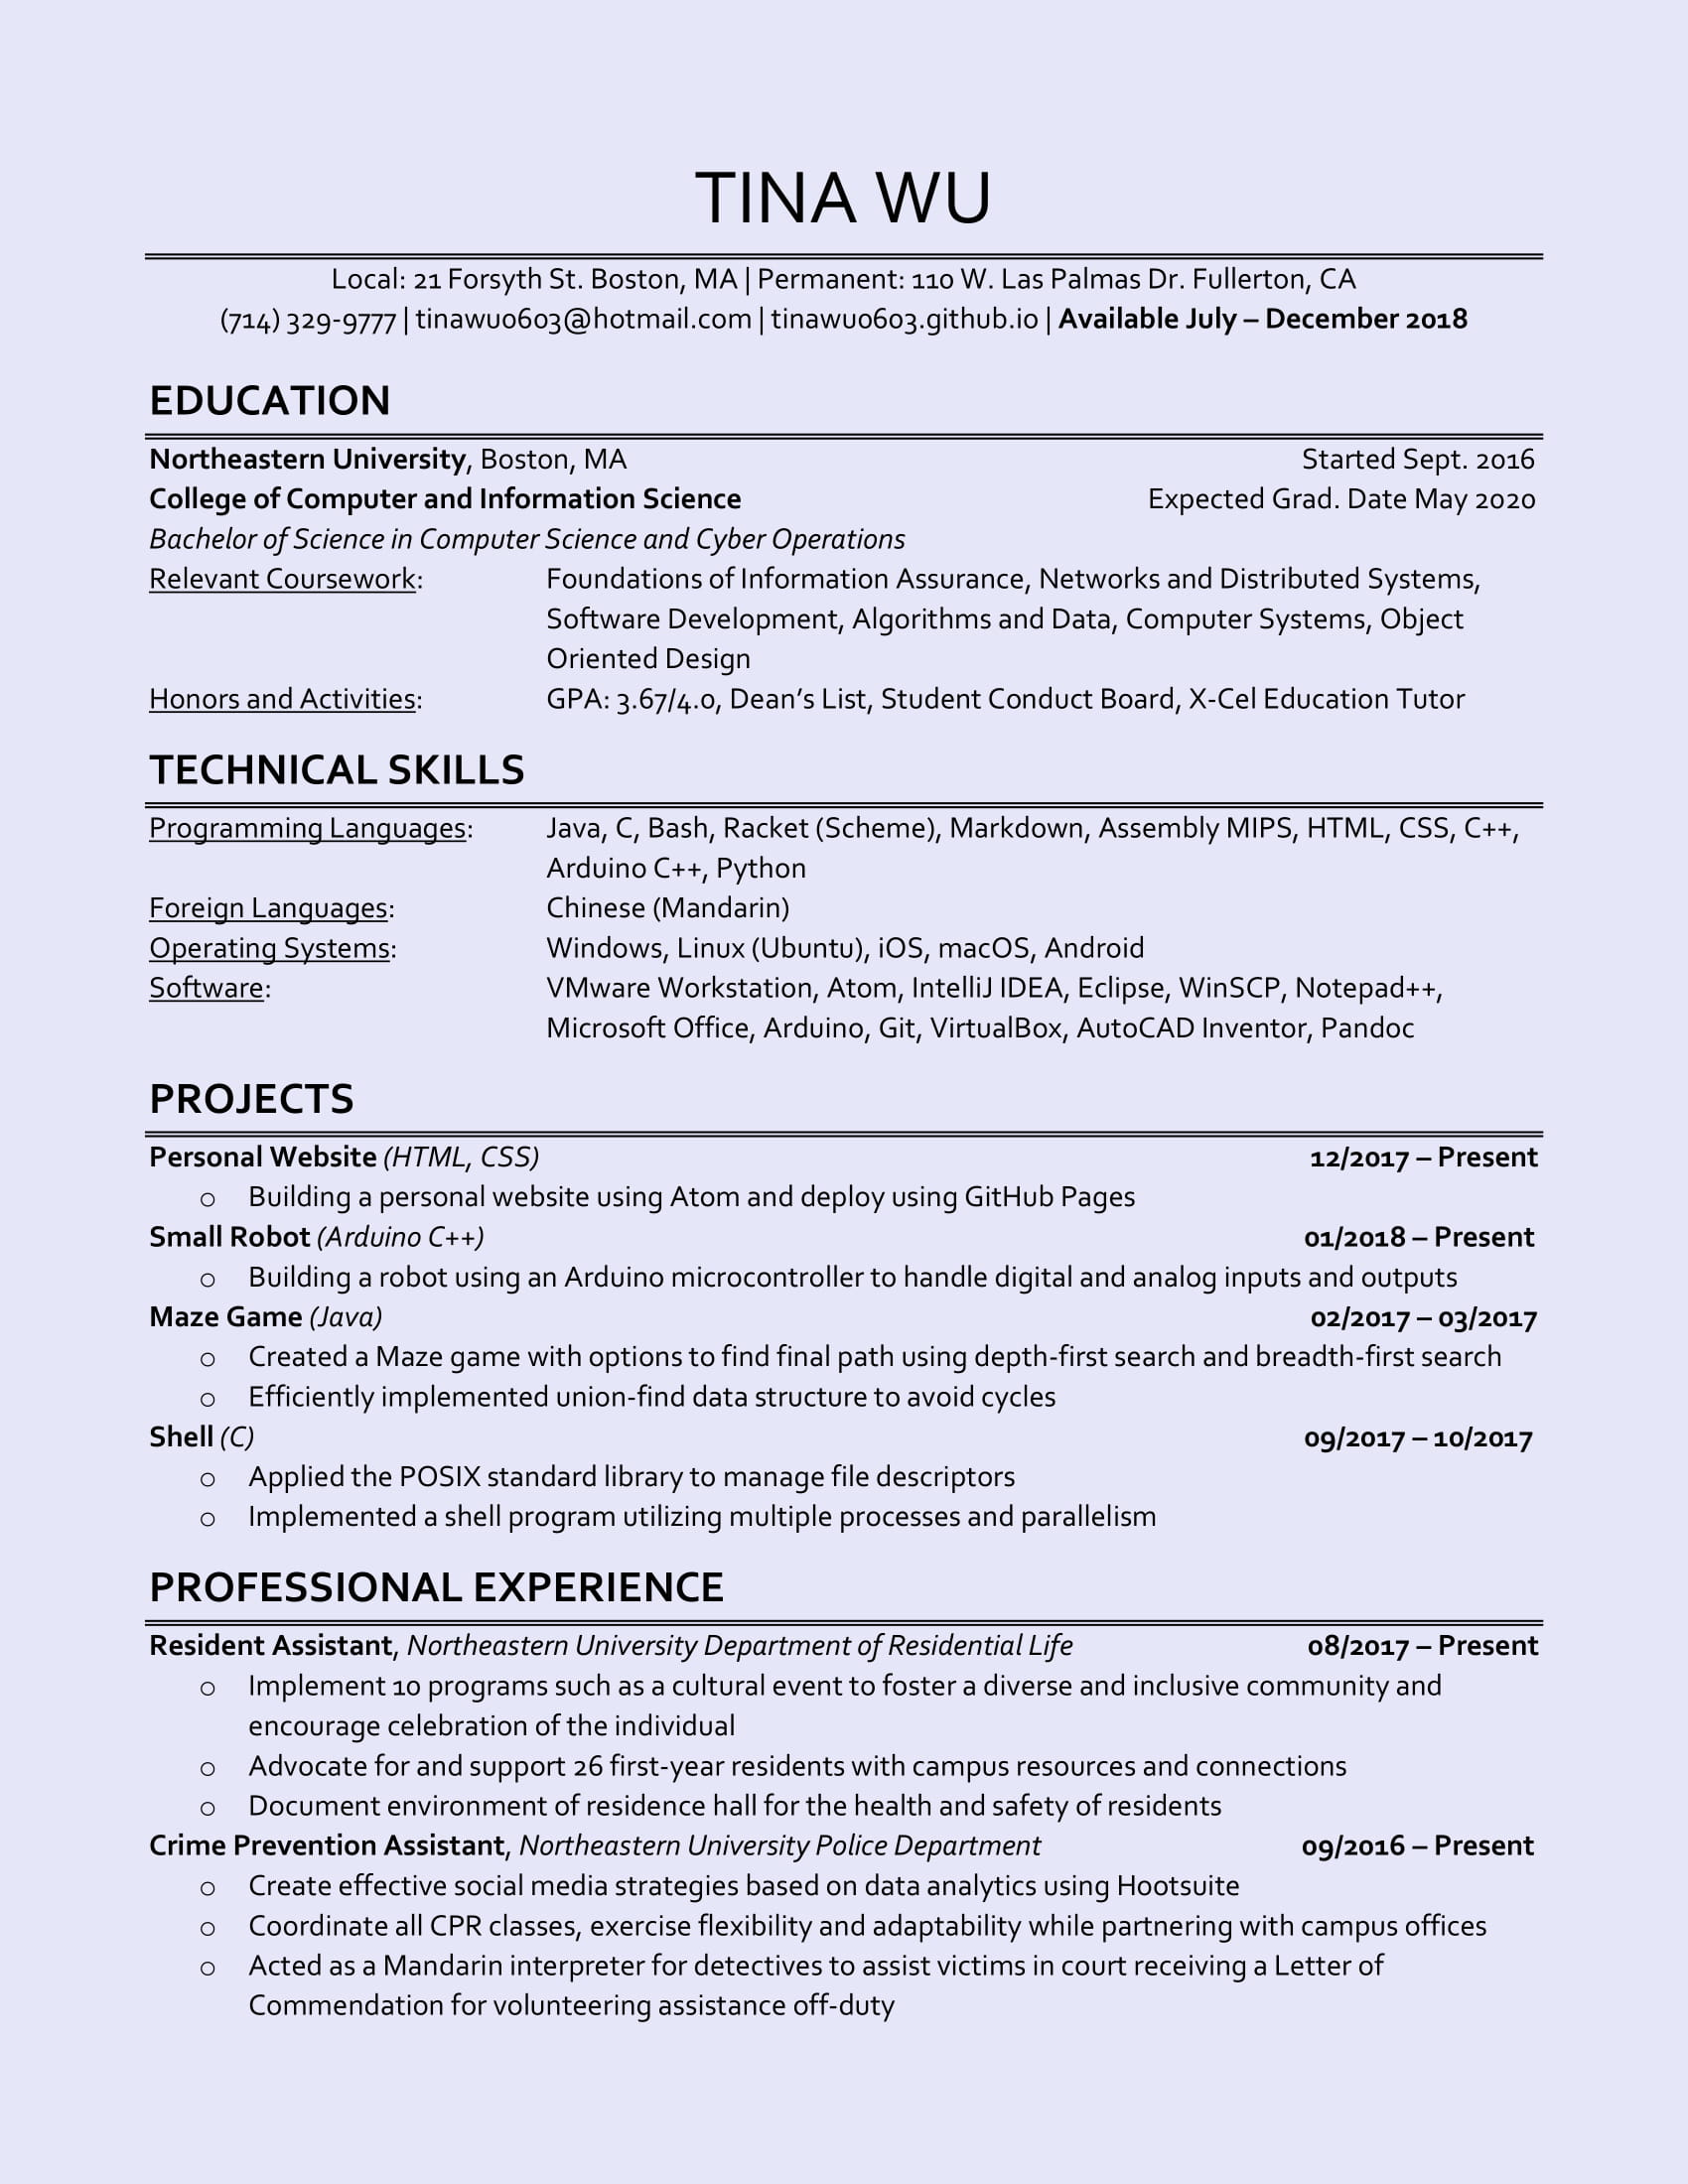 TINA WU
Local: 21 Forsyth St. Boston, MA | Permanent: 110 W. Las Palmas Dr. Fullerton, CA
(714) 329-9777 | tinawu0603@hotmail.com | tinawu0603.github.io | Available July – December 2018
EDUCATION
Northeastern University, Boston, MA Started Sept. 2016
College of Computer and Information Science Expected Grad. Date May 2020
Bachelor of Science in Computer Science and Cyber Operations
Relevant Coursework: Foundations of Information Assurance, Networks and Distributed Systems,
Software Development, Algorithms and Data, Computer Systems, Object
Oriented Design
Honors and Activities: GPA: 3.67/4.0, Dean’s List, Student Conduct Board, X-Cel Education Tutor
TECHNICAL SKILLS
Programming Languages: Java, C, Bash, Racket (Scheme), Markdown, Assembly MIPS, HTML, CSS, C++,
Arduino C++, Python
Foreign Languages: Chinese (Mandarin)
Operating Systems: Windows, Linux (Ubuntu), iOS, macOS, Android
Software: VMware Workstation, Atom, IntelliJ IDEA, Eclipse, WinSCP, Notepad++,
Microsoft Office, Arduino, Git, VirtualBox, AutoCAD Inventor, Pandoc
PROJECTS
Personal Website (HTML, CSS) 12/2017 – Present
o Building a personal website using Atom and deploy using GitHub Pages
Small Robot (Arduino C++) 01/2018 – Present
o Building a robot using an Arduino microcontroller to handle digital and analog inputs and outputs
Maze Game (Java) 02/2017 – 03/2017
o Created a Maze game with options to find final path using depth-first search and breadth-first search
o Efficiently implemented union-find data structure to avoid cycles
Shell (C) 09/2017 – 10/2017
o Applied the POSIX standard library to manage file descriptors
o Implemented a shell program utilizing multiple processes and parallelism
PROFESSIONAL EXPERIENCE
Resident Assistant, Northeastern University Department of Residential Life 08/2017 – Present
o Implement 10 programs such as a cultural event to foster a diverse and inclusive community and
encourage celebration of the individual
o Advocate for and support 26 first-year residents with campus resources and connections
o Document environment of residence hall for the health and safety of residents
Crime Prevention Assistant, Northeastern University Police Department 09/2016 – Present
o Create effective social media strategies based on data analytics using Hootsuite
o Coordinate all CPR classes, exercise flexibility and adaptability while partnering with campus offices
o Acted as a Mandarin interpreter for detectives to assist victims in court receiving a Letter of
Commendation for volunteering assistance off-duty